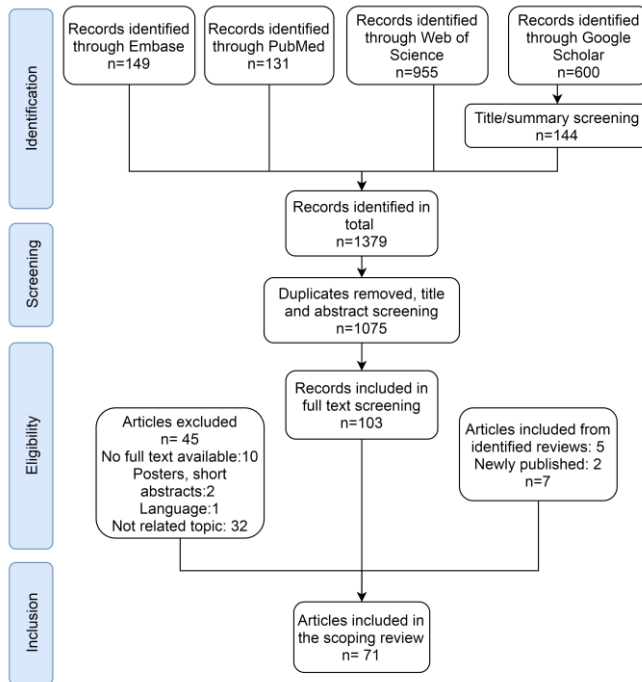 Identification
Records identified
through Embase
n=149
Records identified
through PubMed
n=131
Records identified
through Web of
Science
n=955
Records identified
through Google
Scholar
n=600
Title/summary screening
n=144
Records identified in
total
n=1379
Screening
Duplicates removed, title
and abstract screening
n=1075
Eligibility
Records included in
full text screening
n=103
Articles excluded
n= 45
No full text available:10
Posters, short
abstracts:2
Language:1
Not related topic: 32
Articles included from
identified reviews: 5
Newly published: 2
n=7
Inclusion
Articles included in
the scoping review
n= 71